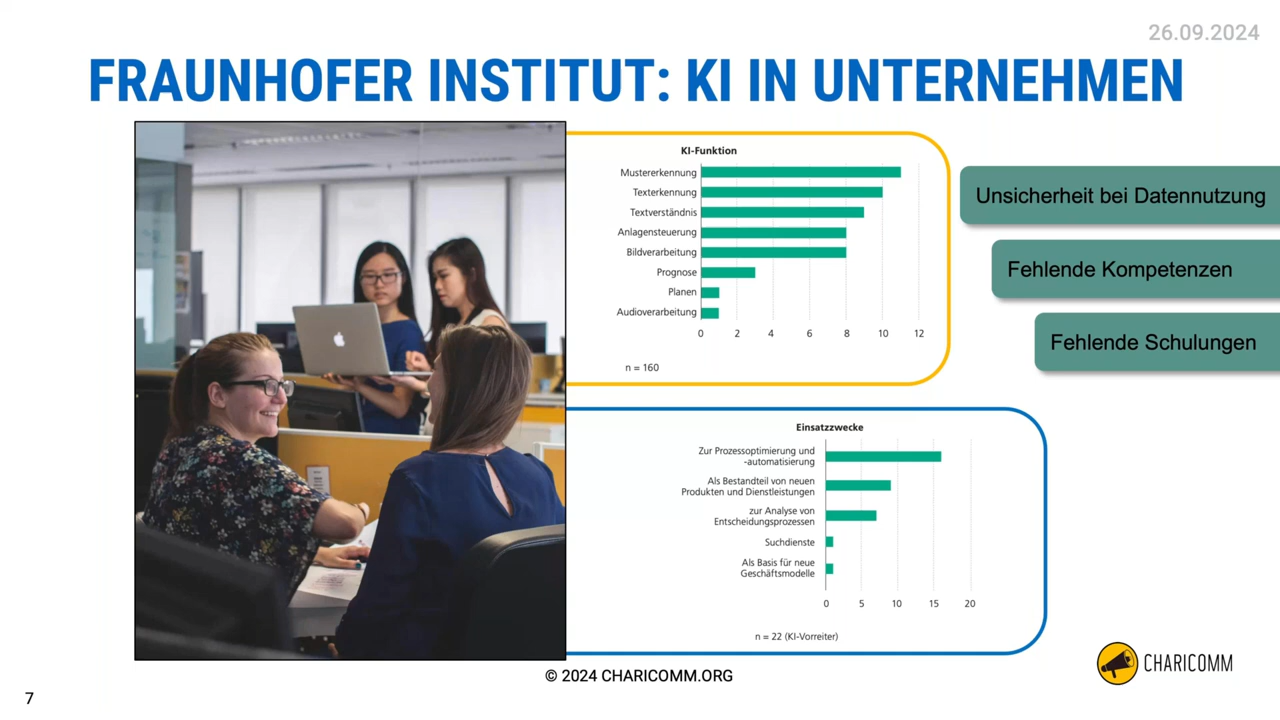 26.09.2024
FRAUNHOFER INSTITUT: KI IN UNTERNEHMEN
KI-Funktion
Mustererkennung
Texterkennung
Textverständnis
Anlagensteuerung
Bildverarbeitung
Prognose
Planen
Audioverarbeitung
0 2 4 6 8 10 12
n = 160
Unsicherheit bei Datennutzung
Fehlende Kompetenzen
Fehlende Schulungen
Einsatzzwecke
Zur Prozessoptimierung und
-automatisierung
Als Bestandteil von neuen
Produkten und Dienstleistungen
zur Analyse von
Entscheidungsprozessen
Suchdienste
Als Basis für neue
Geschäftsmodelle
0 5 10 15 20
n = 22 (KI-Vorreiter)
CHARICOMM
© 2024 CHARICOMM.ORG
7